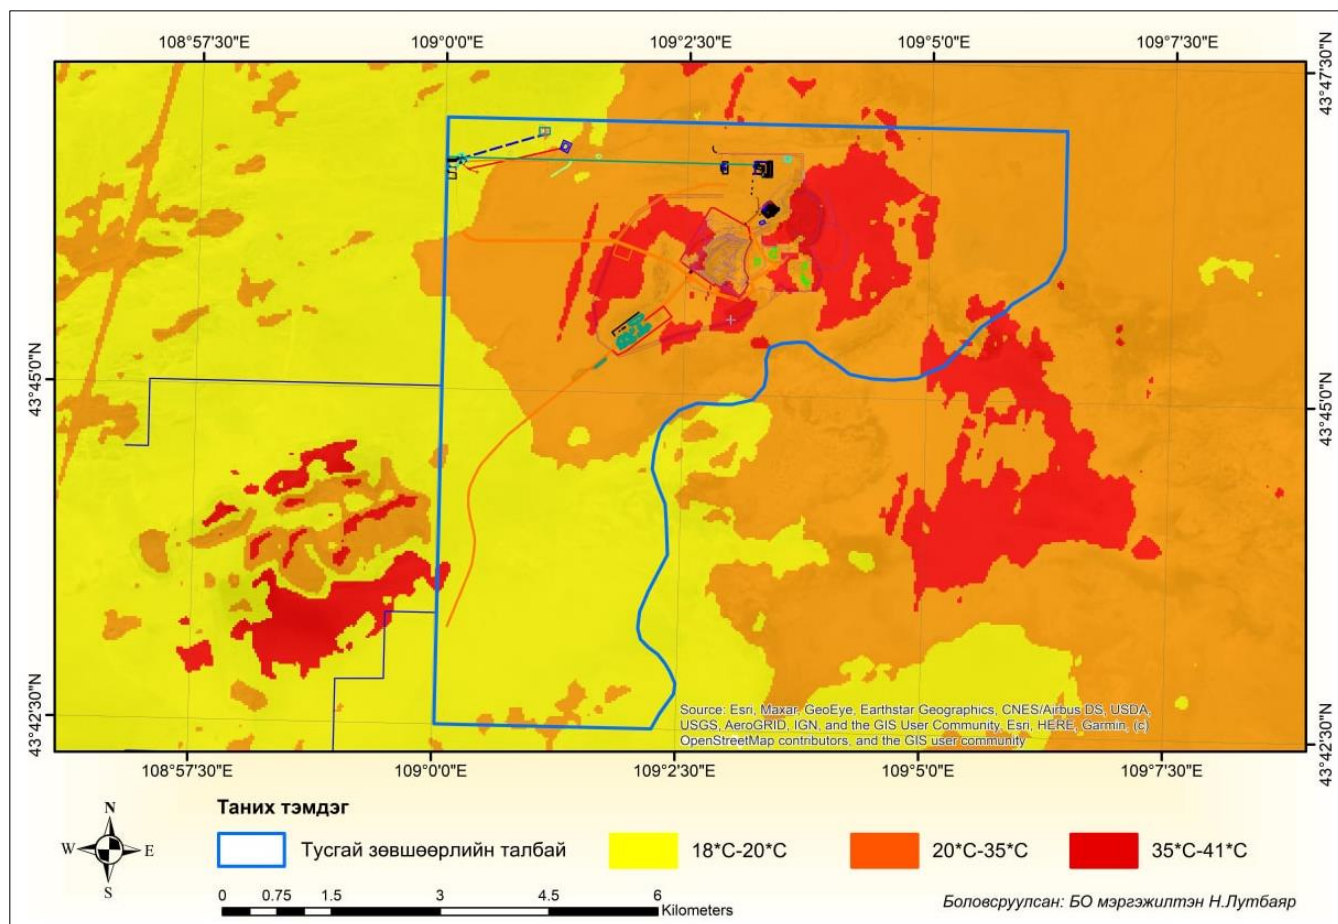 108°57'30"E 109°0'0"E 109°2'30"E 109°5'0"E 109°7'30"E
43°47'30"N
43°45'0"N
43°45'0"N
43°42'30"N
43°42'30"N
Source: Esri, Maxar, GeoEye, Earthstar Geographics, CNES/Airbus DS, USDA,
USGS, AeroGRID, IGN, and the GIS User Community, Esri, HERE, Garmin, (c)
OpenStreetMap contributors, and the GIS user community
108°57'30"E 109°0'0"E 109°2'30"E 109°5'0"E 109°7'30"E
Таних тэмдэг
N
W E
S
Тусгай зөвшөөрлийн талбай 18*C-20*C 20*C-35*C 35*C-41*C
0 0.75 1.5 3 4.5 6
Kilometers
Боловсруулсан: БО мэргэжилтэн Н.Лутбаяр